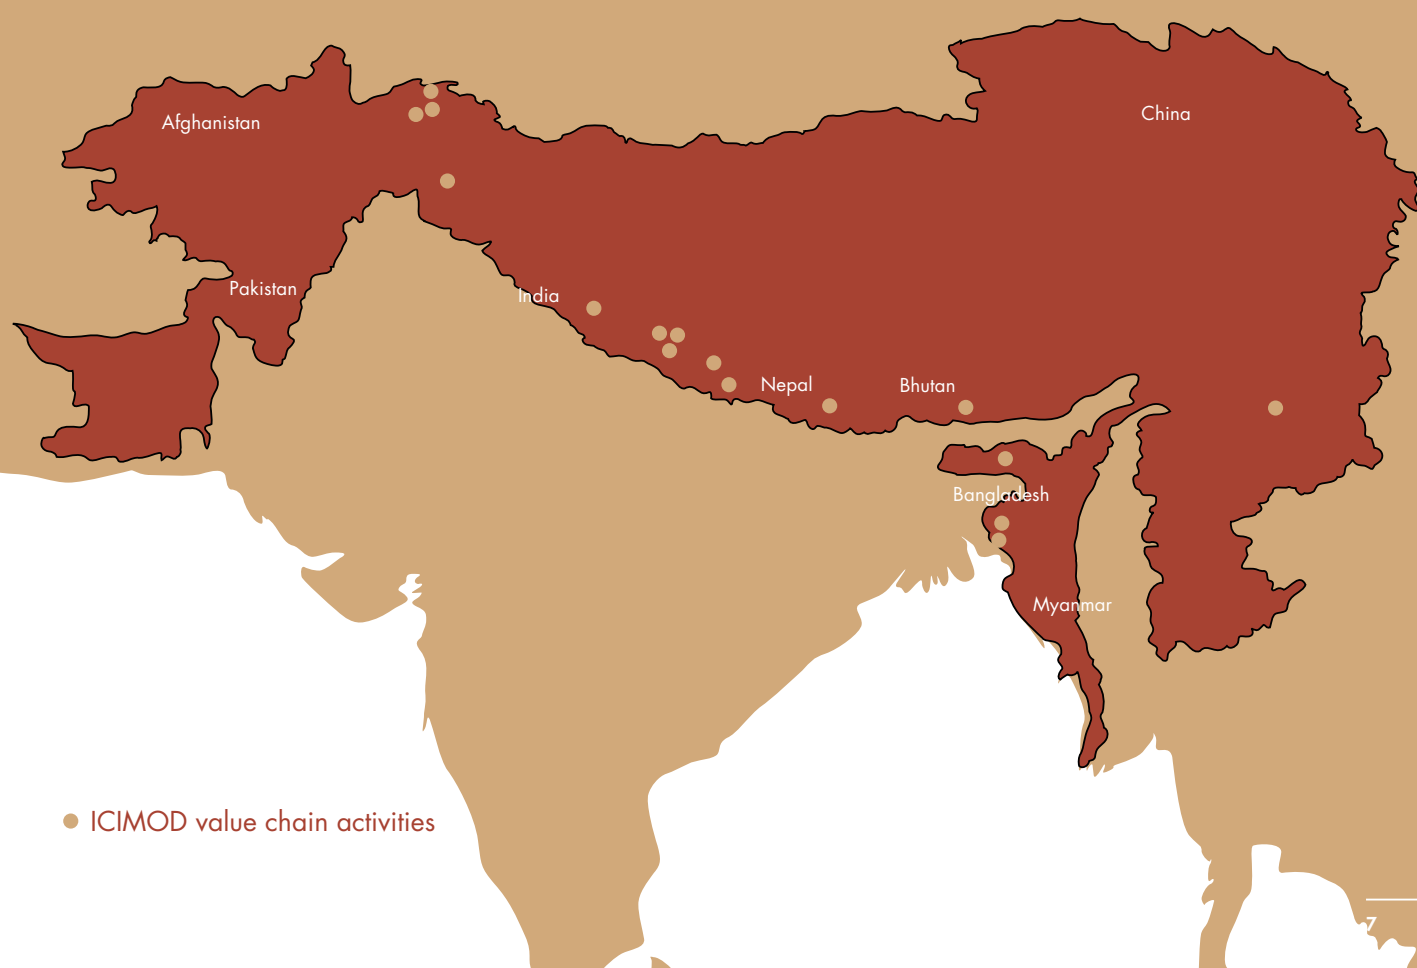 Afghanistan
China
Pakistan
India
Nepal
Bhutan
Bangladesh
Myanmar
ICIMOD value chain activities
7